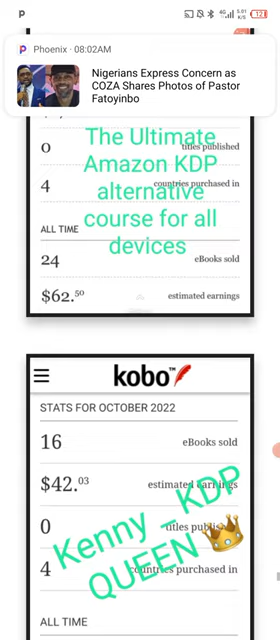 Phoenix · 08:02AM
Nigerians Express Concern as
COZA Shares Photos of Pastor
Fatoyinbo
0 titles published
4 countries purchased in
The Ultimate
Amazon KDP
alternative
course for all
devices
ALL TIME
24 eBooks sold
$62.50 estimated earnings
kobo™
STATS FOR OCTOBER 2022
16 eBooks sold
$42.03 estimated earnings
0 titles published
4 countries purchased in
Kenny _ KDP
QUEEN
ALL TIME